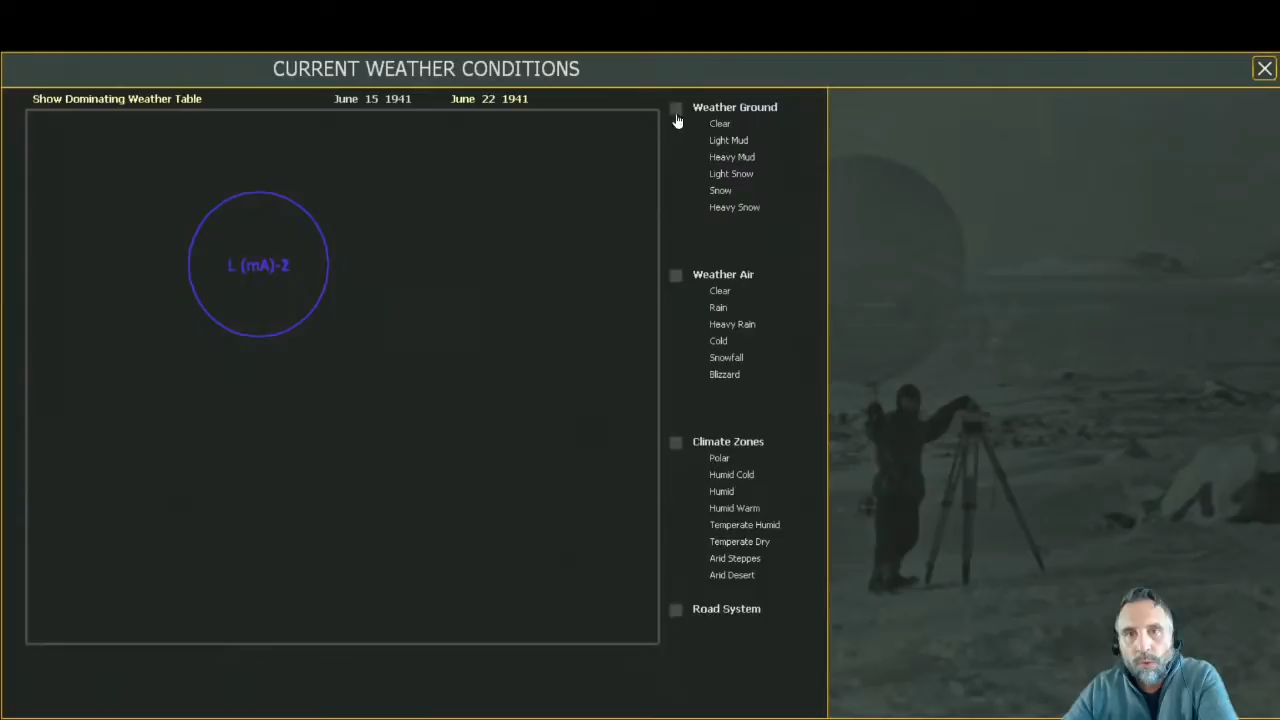 CURRENT WEATHER CONDITIONS
Show Dominating Weather Table June 15 1941 June 22 1941
L (mA)-2
Weather Ground
Clear
Light Mud
Heavy Mud
Light Snow
Snow
Heavy Snow
Weather Air
Clear
Rain
Heavy Rain
Cold
Snowfall
Blizzard
Climate Zones
Polar
Humid Cold
Humid
Humid Warm
Temperate Humid
Temperate Dry
Arid Steppes
Arid Desert
Road System